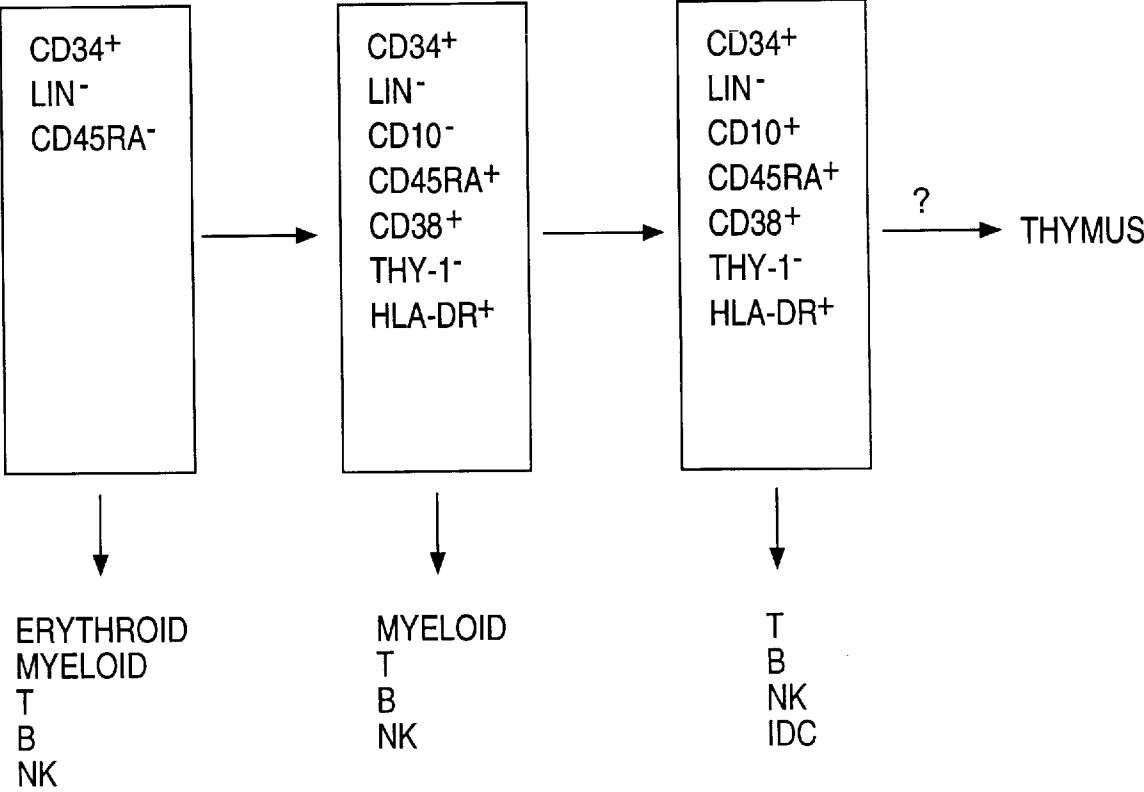 CD34+
LIN-
CD45RA-
CD34+
LIN-
CD10-
CD45RA+
CD38+
THY-1-
HLA-DR+
CD34+
LIN-
CD10+
CD45RA+
CD38+
THY-1-
HLA-DR+
?
THYMUS
ERYTHROID
MYELOID
T
B
NK
MYELOID
T
B
NK
T
B
NK
IDC